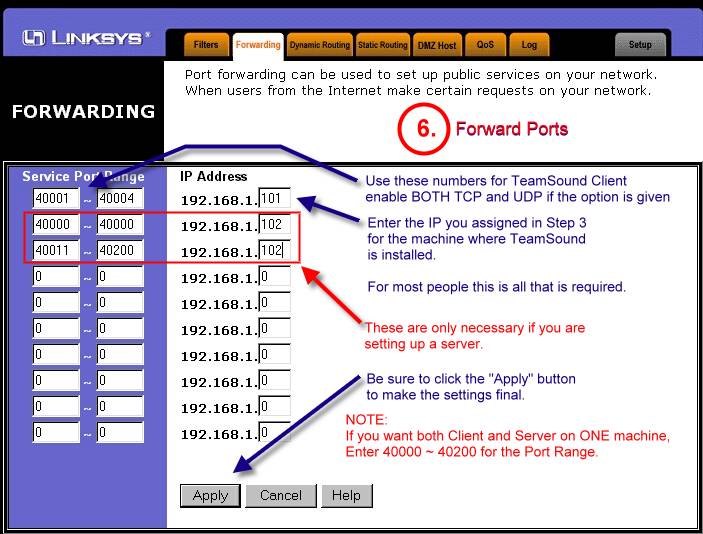 LINKSYS®
Filters Forwarding Dynamic Routing Static Routing DMZ Host QoS Log Setup
FORWARDING
Port forwarding can be used to set up public services on your network.
When users from the Internet make certain requests on your network.
6. Forward Ports
Service Port Range IP Address
40001 ~ 40004 192.168.1. 101
40000 ~ 40000 192.168.1. 102
40011 ~ 40200 192.168.1. 102
0 ~ 0 192.168.1. 0
0 ~ 0 192.168.1. 0
0 ~ 0 192.168.1. 0
0 ~ 0 192.168.1. 0
0 ~ 0 192.168.1. 0
0 ~ 0 192.168.1. 0
0 ~ 0 192.168.1. 0
Use these numbers for TeamSound Client
enable BOTH TCP and UDP if the option is given
Enter the IP you assigned in Step 3
for the machine where TeamSound
is installed.
For most people this is all that is required.
These are only necessary if you are
setting up a server.
Be sure to click the "Apply" button
to make the settings final.
NOTE:
If you want both Client and Server on ONE machine,
Enter 40000 ~ 40200 for the Port Range.
Apply Cancel Help